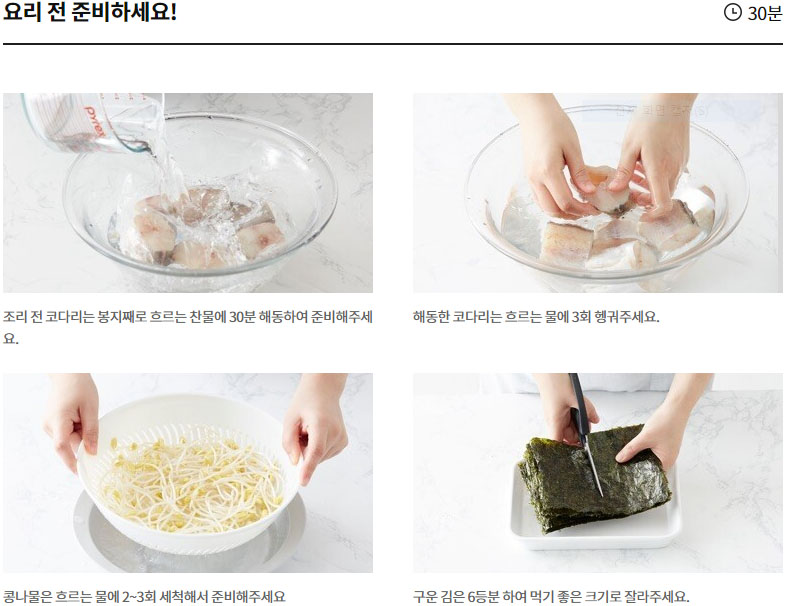 요리 전 준비하세요!
30분
PYREX
조리 전 코다리는 봉지째로 흐르는 찬물에 30분 해동하여 준비해주세
요.
해동한 코다리는 흐르는 물에 3회 헹궈주세요.
콩나물은 흐르는 물에 2~3회 세척해서 준비해주세요
구운 김은 6등분 하여 먹기 좋은 크기로 잘라주세요.